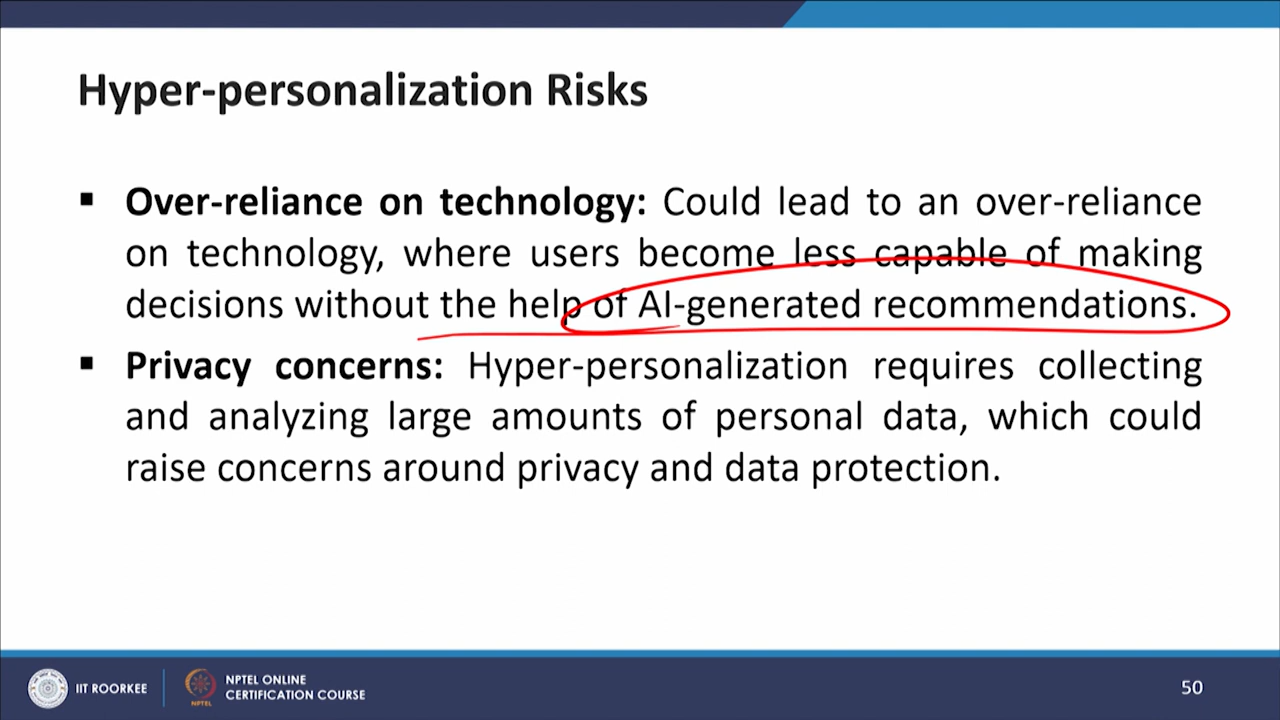 Hyper-personalization Risks
▪ Over-reliance on technology: Could lead to an over-reliance
on technology, where users become less capable of making
decisions without the help of AI-generated recommendations.
▪ Privacy concerns: Hyper-personalization requires collecting
and analyzing large amounts of personal data, which could
raise concerns around privacy and data protection.
IIT ROORKEE
NPTEL
NPTEL ONLINE
CERTIFICATION COURSE
50